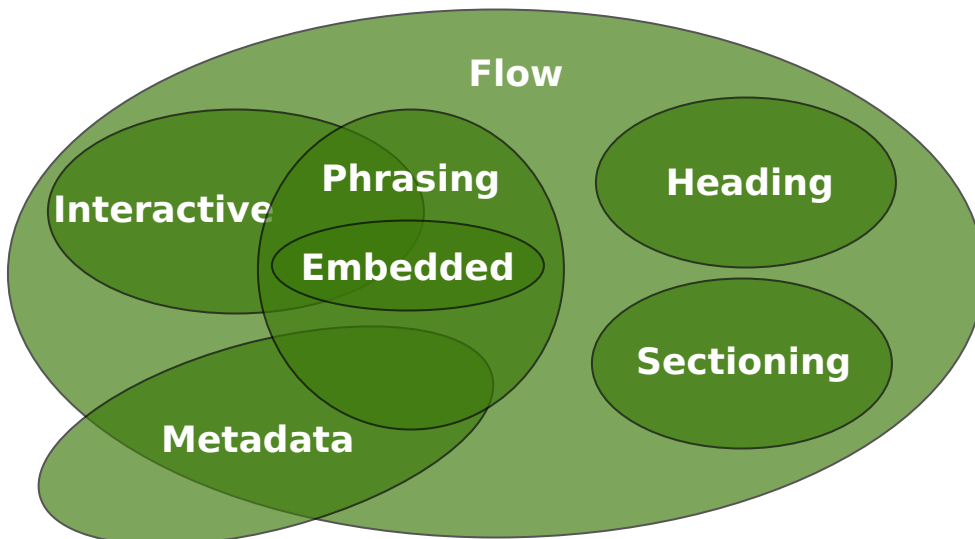 Flow
Phrasing
Heading
Interactive
Embedded
Sectioning
Metadata